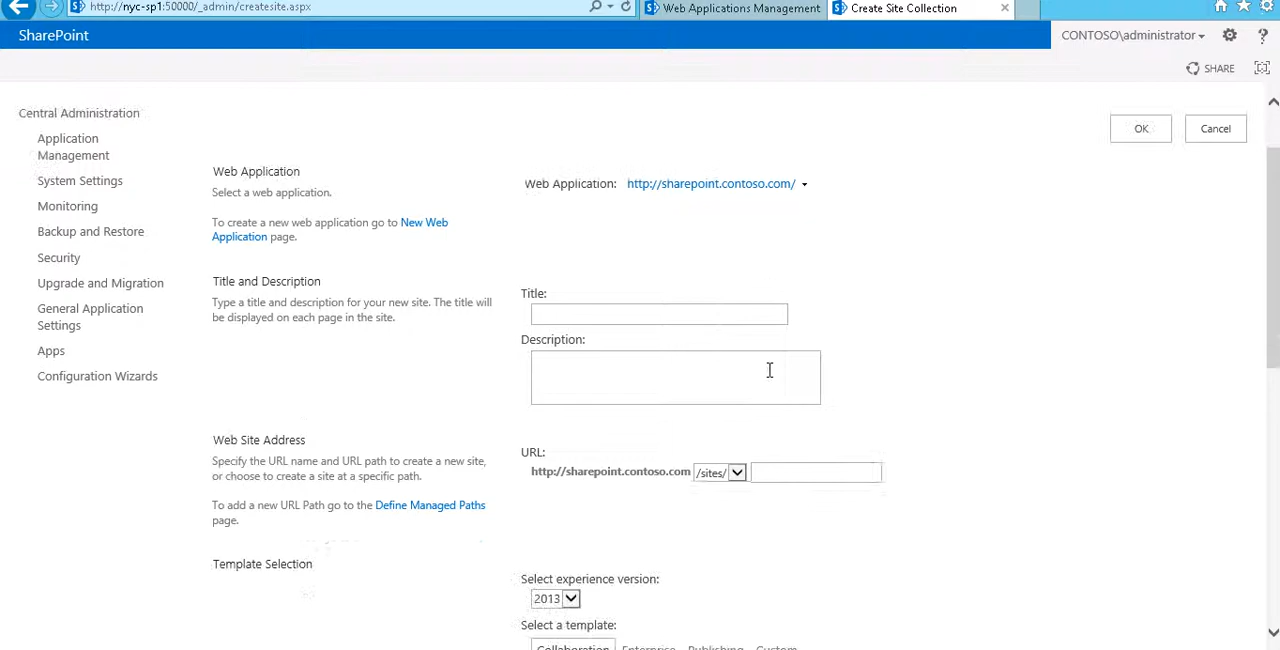 http://nyc-sp1:50000/_admin/createsite.aspx
Web Applications Management
Create Site Collection
SharePoint
CONTOSO\administrator
?
SHARE
Central Administration
Application
Management
System Settings
Monitoring
Backup and Restore
Security
Upgrade and Migration
General Application
Settings
Apps
Configuration Wizards
OK
Cancel
Web Application
Select a web application.
To create a new web application go to New Web
Application page.
Web Application: http://sharepoint.contoso.com/
Title and Description
Type a title and description for your new site. The title will
be displayed on each page in the site.
Title:
Description:
Web Site Address
Specify the URL name and URL path to create a new site,
or choose to create a site at a specific path.
To add a new URL Path go to the Define Managed Paths
page.
URL:
http://sharepoint.contoso.com /sites/
Template Selection
Select experience version:
2013
Select a template:
Collaboration Enterprise Publishing Custom